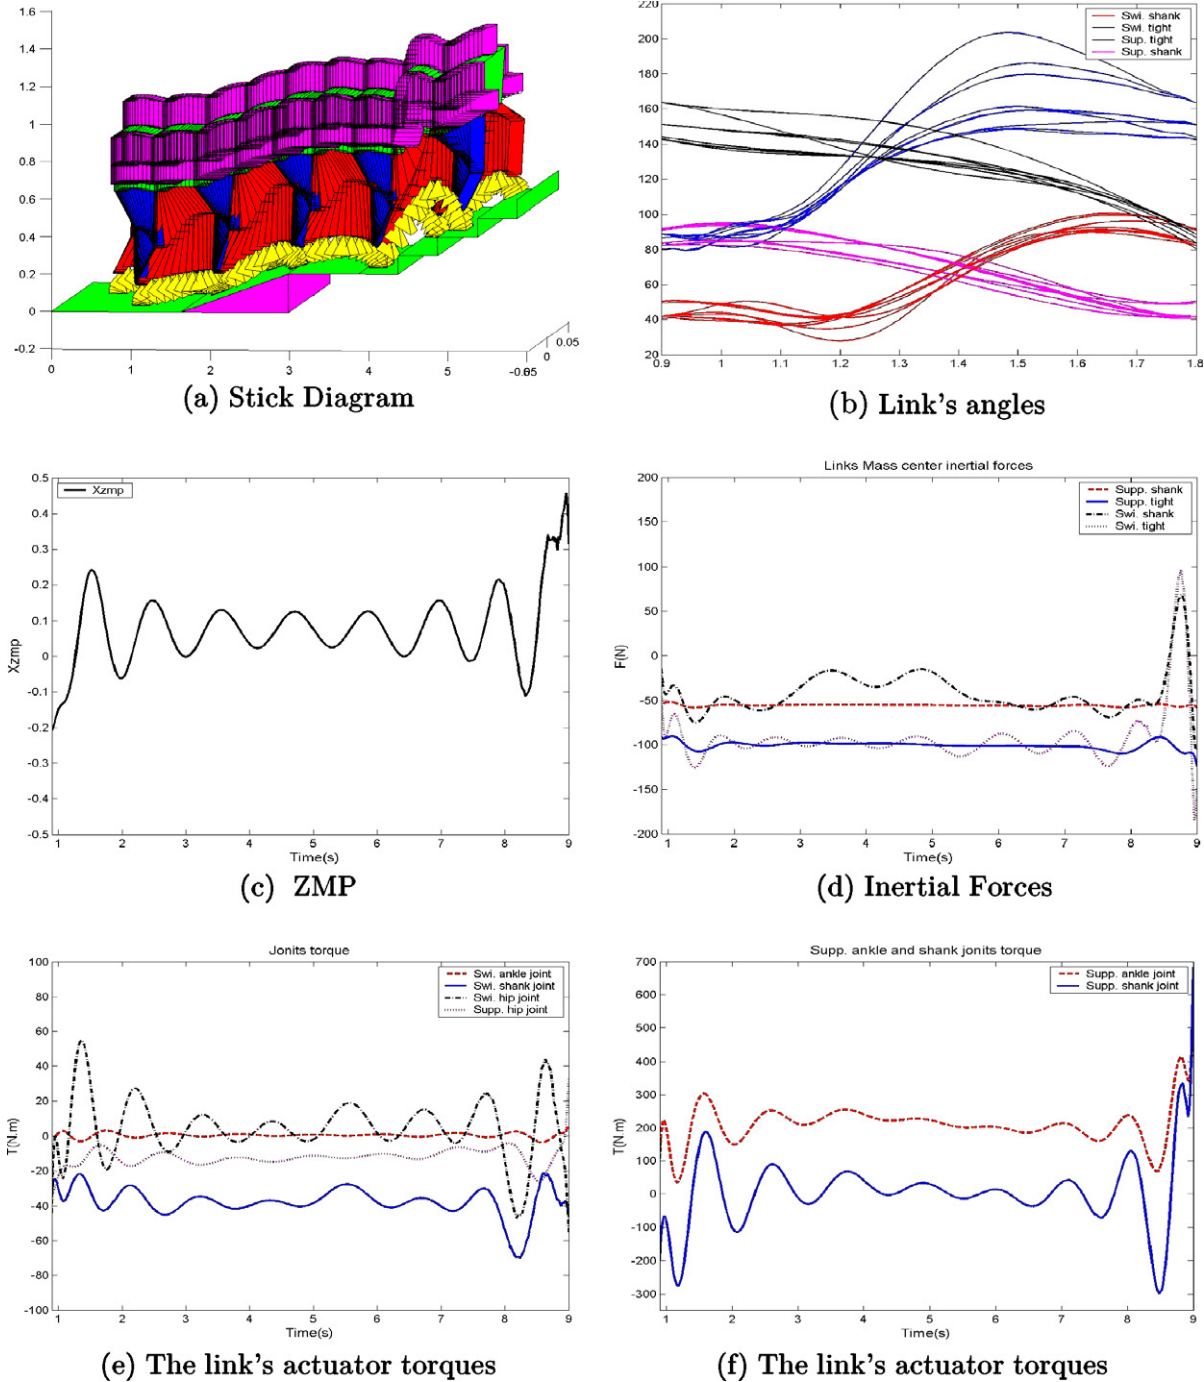 1.6
1.4
1.2
1
0.8
0.6
0.4
0.2
0
-0.2
0 1 2 3 4 5
-0.05
0
0.05
(a) Stick Diagram
220
200
180
160
140
120
100
80
60
40
20
0.9 1 1.1 1.2 1.3 1.4 1.5 1.6 1.7 1.8
Swi. shank
Swi. tight
Sup. tight
Sup. shank
(b) Link's angles
0.5
0.4
0.3
0.2
0.1
0
-0.1
-0.2
-0.3
-0.4
-0.5
Xzmp
Xzmp
1 2 3 4 5 6 7 8 9
Time(s)
(c) ZMP
Links Mass center inertial forces
200
150
100
50
0
-50
-100
-150
-200
F(N)
Supp. shank
Supp. tight
Swi. shank
Swi. tight
1 2 3 4 5 6 7 8 9
Time(s)
(d) Inertial Forces
Jonits torque
100
80
60
40
20
0
-20
-40
-60
-80
-100
T(N.m)
Swi. ankle joint
Swi. shank joint
Swi. hip joint
Supp. hip joint
1 2 3 4 5 6 7 8 9
Time(s)
(e) The link's actuator torques
Supp. ankle and shank jonits torque
700
600
500
400
300
200
100
0
-100
-200
-300
T(N.m)
Supp. ankle joint
Supp. shank joint
1 2 3 4 5 6 7 8 9
Time(s)
(f) The link's actuator torques